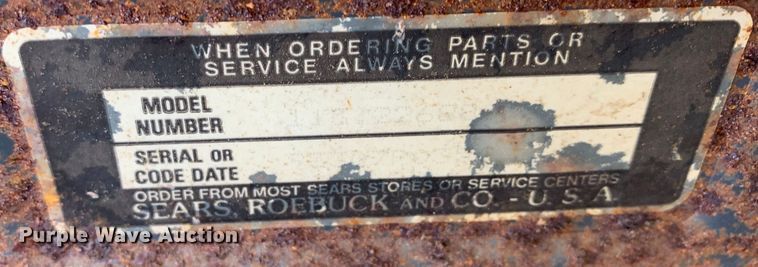 WHEN ORDERING PARTS OR
SERVICE ALWAYS MENTION
MODEL
NUMBER
SERIAL OR
CODE DATE
ORDER FROM MOST SEARS STORES OR SERVICE CENTERS
SEARS, ROEBUCK AND CO. - U.S.A.
Purple Wave Auction